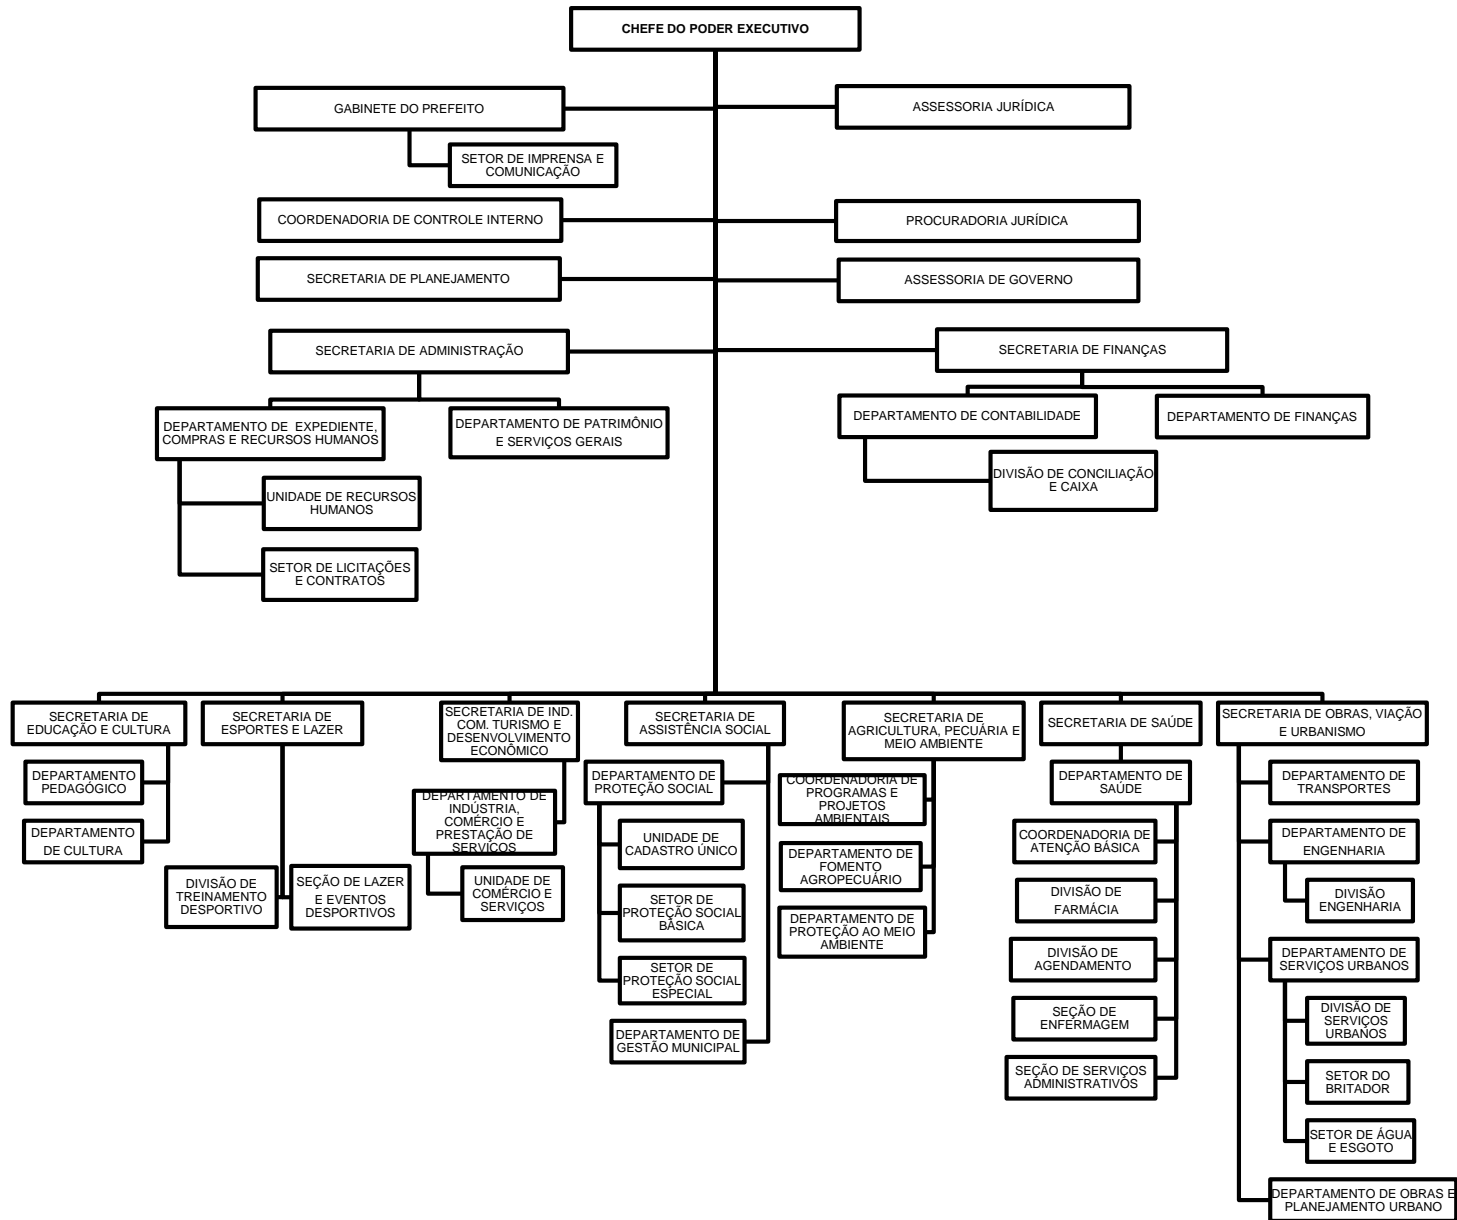 CHEFE DO PODER EXECUTIVO
GABINETE DO PREFEITO
ASSESSORIA JURÍDICA
SETOR DE IMPRENSA E
COMUNICAÇÃO
COORDENADORIA DE CONTROLE INTERNO
PROCURADORIA JURÍDICA
SECRETARIA DE PLANEJAMENTO
ASSESSORIA DE GOVERNO
SECRETARIA DE ADMINISTRAÇÃO
SECRETARIA DE FINANÇAS
DEPARTAMENTO DE EXPEDIENTE,
COMPRAS E RECURSOS HUMANOS
DEPARTAMENTO DE PATRIMÔNIO
E SERVIÇOS GERAIS
DEPARTAMENTO DE CONTABILIDADE
DEPARTAMENTO DE FINANÇAS
UNIDADE DE RECURSOS
HUMANOS
DIVISÃO DE CONCILIAÇÃO
E CAIXA
SETOR DE LICITAÇÕES
E CONTRATOS
SECRETARIA DE
EDUCAÇÃO E CULTURA
DEPARTAMENTO
PEDAGÓGICO
DEPARTAMENTO
DE CULTURA
SECRETARIA DE
ESPORTES E LAZER
DIVISÃO DE
TREINAMENTO
DESPORTIVO
SEÇÃO DE LAZER
E EVENTOS
DESPORTIVOS
SECRETARIA DE IND.
COM. TURISMO E
DESENVOLVIMENTO
ECONÔMICO
DEPARTAMENTO DE
INDÚSTRIA,
COMÉRCIO E
PRESTAÇÃO DE
SERVIÇOS
UNIDADE DE
COMÉRCIO E
SERVIÇOS
SECRETARIA DE
ASSISTÊNCIA SOCIAL
DEPARTAMENTO DE
PROTEÇÃO SOCIAL
UNIDADE DE
CADASTRO ÚNICO
SETOR DE
PROTEÇÃO SOCIAL
BÁSICA
SETOR DE
PROTEÇÃO SOCIAL
ESPECIAL
DEPARTAMENTO DE
GESTÃO MUNICIPAL
SECRETARIA DE
AGRICULTURA, PECUÁRIA E
MEIO AMBIENTE
COORDENADORIA DE
PROGRAMAS E
PROJETOS
AMBIENTAIS
DEPARTAMENTO DE
FOMENTO
AGROPECUÁRIO
DEPARTAMENTO DE
PROTEÇÃO AO MEIO
AMBIENTE
SECRETARIA DE SAÚDE
DEPARTAMENTO DE
SAÚDE
COORDENADORIA DE
ATENÇÃO BÁSICA
DIVISÃO DE
FARMÁCIA
DIVISÃO DE
AGENDAMENTO
SEÇÃO DE
ENFERMAGEM
SEÇÃO DE SERVIÇOS
ADMINISTRATIVOS
SECRETARIA DE OBRAS, VIAÇÃO
E URBANISMO
DEPARTAMENTO DE
TRANSPORTES
DEPARTAMENTO DE
ENGENHARIA
DIVISÃO
ENGENHARIA
DEPARTAMENTO DE
SERVIÇOS URBANOS
DIVISÃO DE
SERVIÇOS
URBANOS
SETOR DO
BRITADOR
SETOR DE ÁGUA
E ESGOTO
DEPARTAMENTO DE OBRAS E
PLANEJAMENTO URBANO